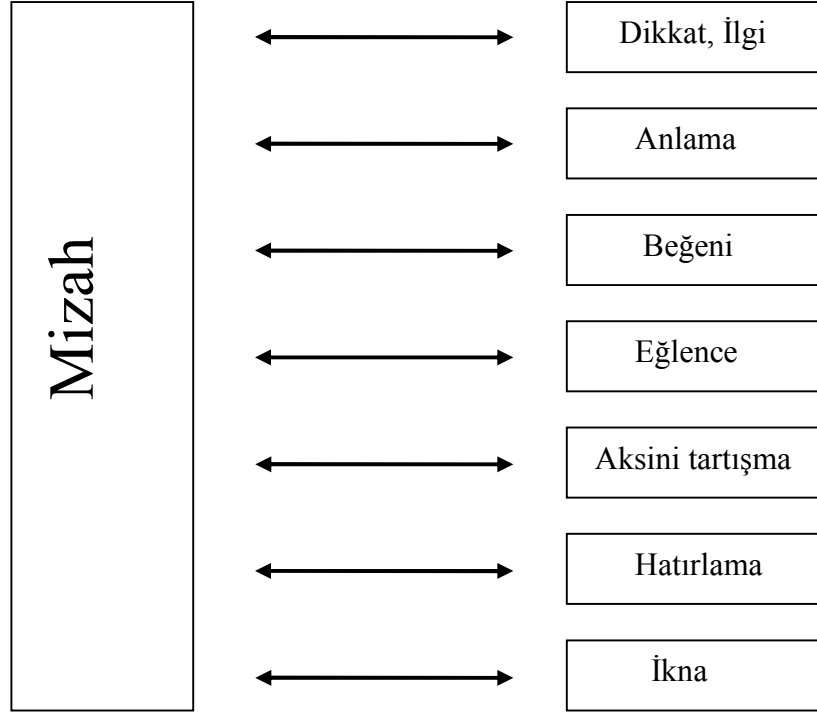 Mizah
Dikkat, İlgi
Anlama
Beğeni
Eğlence
Aksini tartışma
Hatırlama
İkna